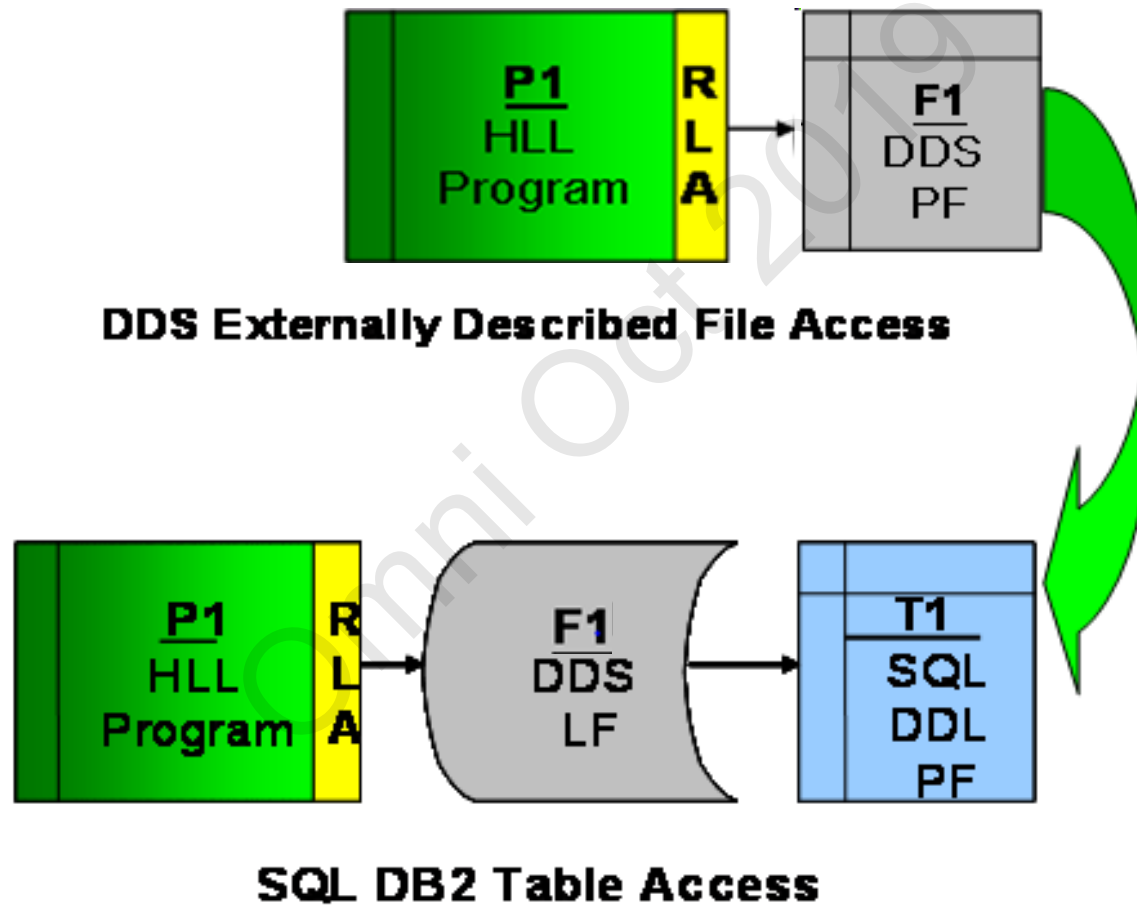 P1
HLL
Program
R
L
A
F1
DDS
PF
DDS Externally Described File Access
Omni Oct 2019
P1
HLL
Program
R
L
A
F1
DDS
LF
T1
SQL
DDL
PF
SQL DB2 Table Access